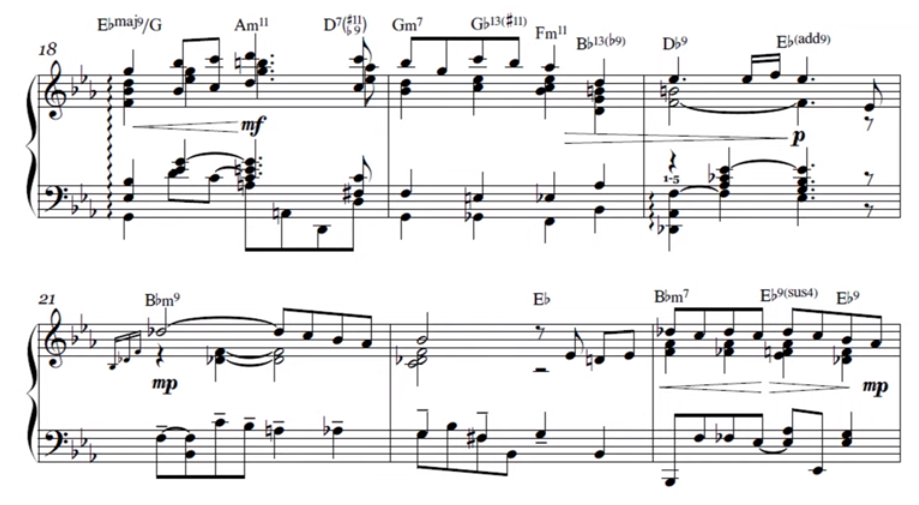 18 E♭maj9/G Am11 D7(♯11 ♭9) Gm7 G♭13(♯11) Fm11 B♭13(♭9) D♭9 E♭(add9)
mf p
1-5
21 B♭m9 E♭ B♭m7 E♭9(sus4) E♭9
mp mp